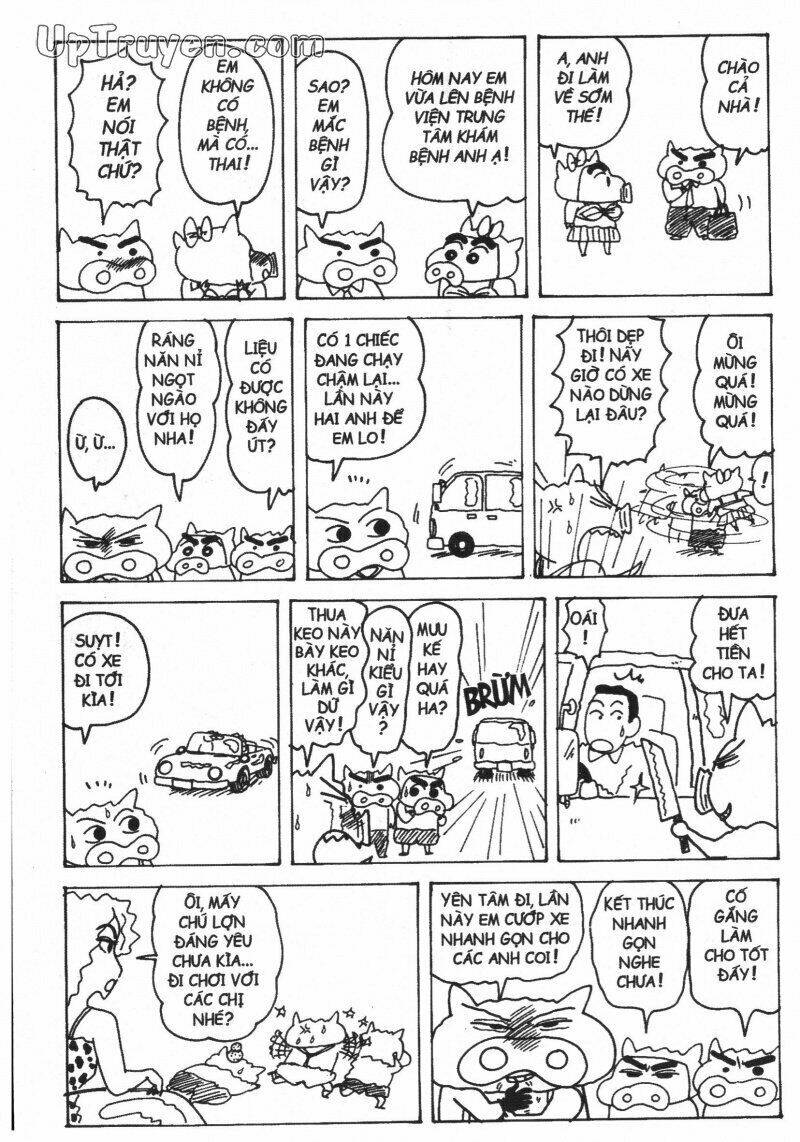 UpTruyen.com
CHÀO
CẢ
NHÀ!
A, ANH
ĐI LÀM
VỀ SỚM
THẾ!
HÔM NAY EM
VỪA LÊN BỆNH
VIỆN TRUNG
TÂM KHÁM
BỆNH ANH Ạ!
SAO?
EM
MẮC
BỆNH
GÌ
VẬY?
EM
KHÔNG
CÓ
BỆNH,
MÀ CÓ...
THAI!
HẢ?
EM
NÓI
THẬT
CHỨ?
ÔI
MỪNG
QUÁ!
MỪNG
QUÁ!
!
THÔI DẸP
ĐI! NÃY
GIỜ CÓ XE
NÀO DỪNG
LẠI ĐÂU?
CÓ 1 CHIẾC
ĐANG CHẠY
CHẬM LẠI...
LẦN NÀY
HAI ANH ĐỂ
EM LO!
LIỆU
CÓ
ĐƯỢC
KHÔNG
ĐẤY
ÚT?
RÁNG
NĂN NỈ
NGỌT
NGÀO
VỚI HỌ
NHA!
Ừ, Ừ...
ĐƯA
HẾT
TIỀN
CHO TA!
OÁI!
BRỪM
MƯU
KẾ
HAY
QUÁ
HA?
NĂN
NỈ
KIỂU
GÌ
VẬY?
THUA
KEO NÀY
BÀY KEO
KHÁC,
LÀM GÌ
DỮ
VẬY!
SUYT!
CÓ XE
ĐI TỚI
KÌA!
CỐ
GẮNG
LÀM
CHO TỐT
ĐẤY!
KẾT THÚC
NHANH
GỌN
NGHE
CHƯA!
YÊN TÂM ĐI, LẦN
NÀY EM CƯỚP XE
NHANH GỌN CHO
CÁC ANH COI!
ÔI, MẤY
CHÚ LỢN
ĐÁNG YÊU
CHƯA KÌA...
ĐI CHƠI VỚI
CÁC CHỊ
NHÉ?